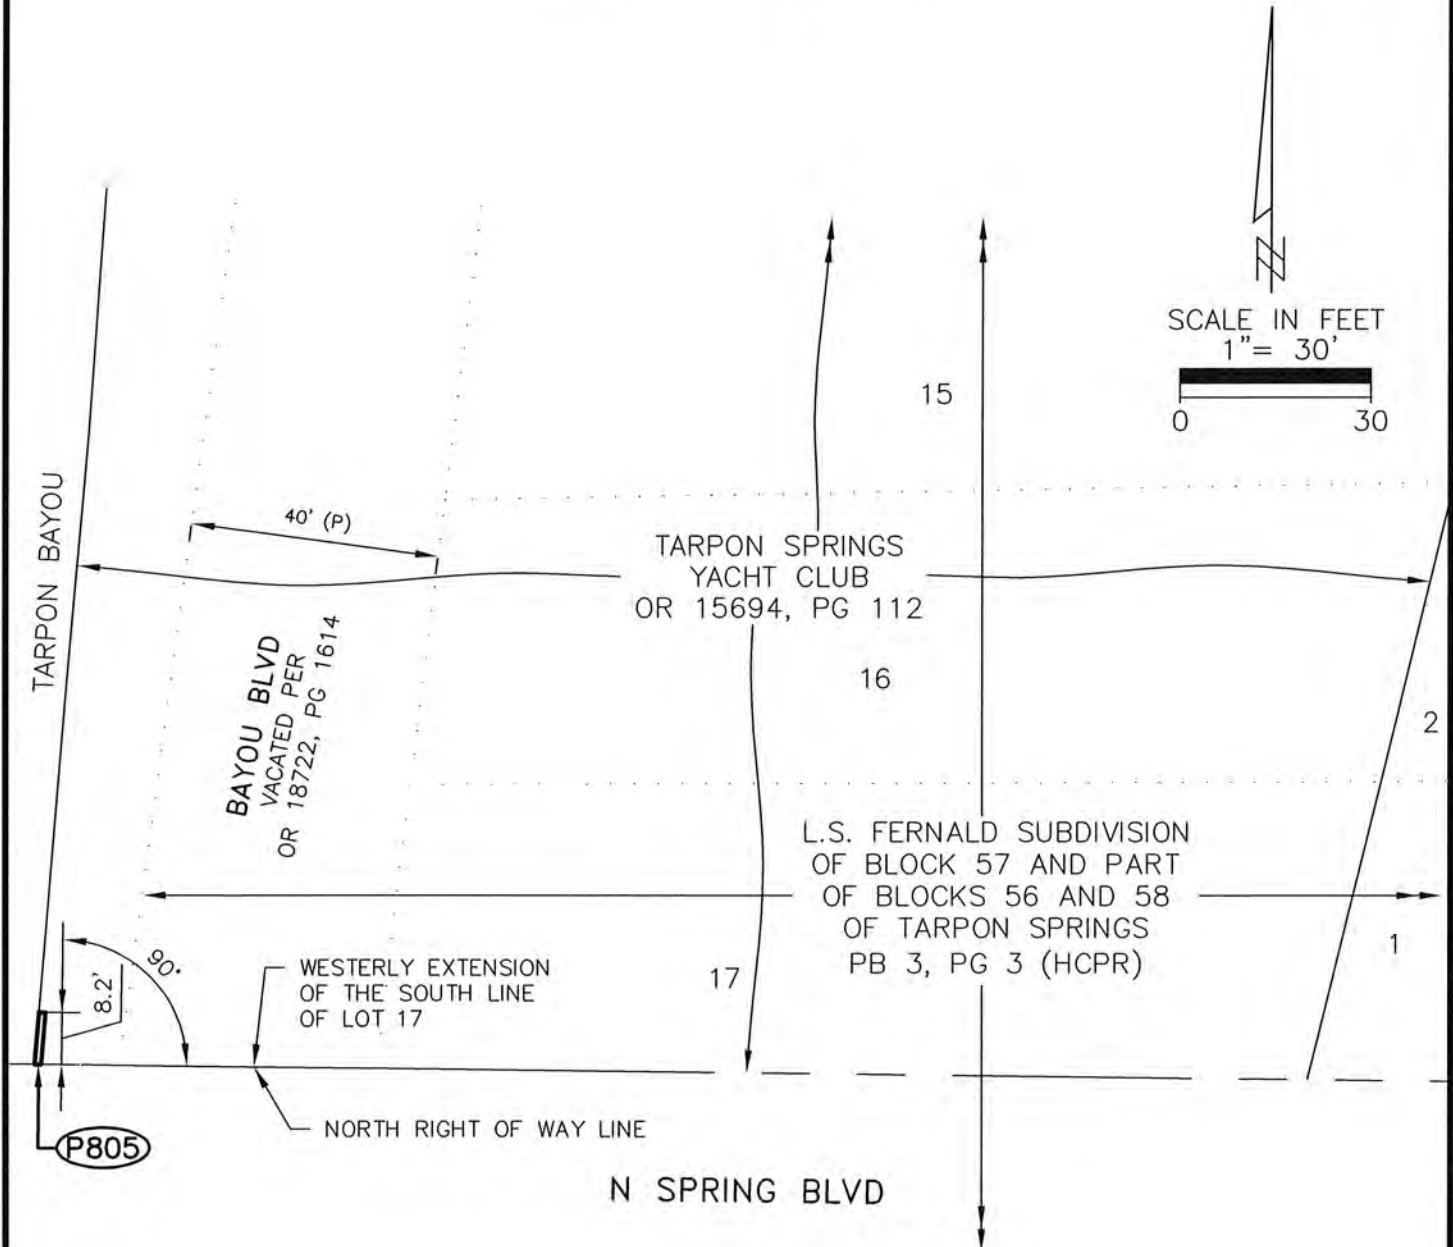 N
SCALE IN FEET
1"= 30'
0 30
15
TARPON BAYOU
40' (P)
TARPON SPRINGS
YACHT CLUB
OR 15694, PG 112
BAYOU BLVD
VACATED PER
OR 18722, PG 1614
16
2
L.S. FERNALD SUBDIVISION
OF BLOCK 57 AND PART
OF BLOCKS 56 AND 58
OF TARPON SPRINGS
PB 3, PG 3 (HCPR)
1
90°
8.2'
WESTERLY EXTENSION
OF THE SOUTH LINE
OF LOT 17
17
NORTH RIGHT OF WAY LINE
P805
N SPRING BLVD